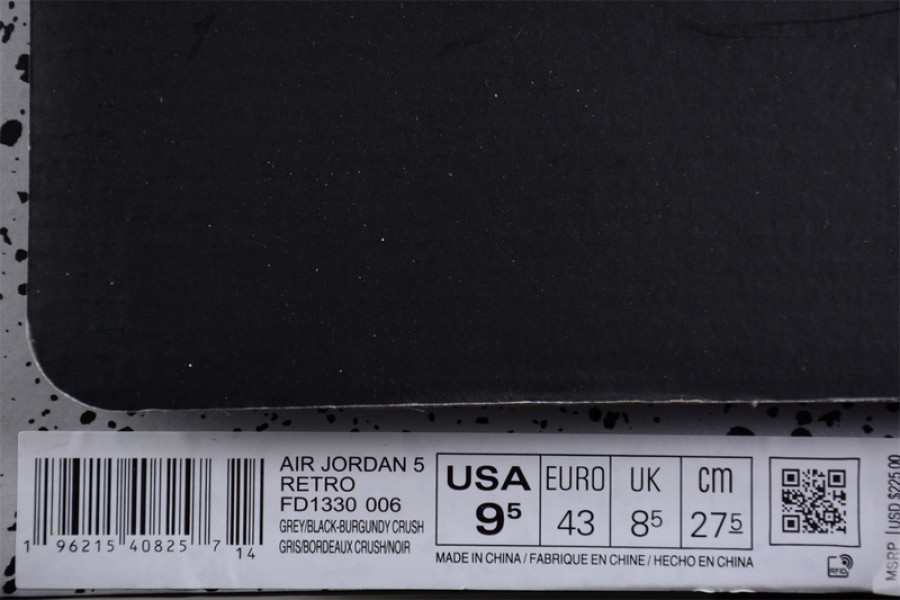 AIR JORDAN 5
RETRO
FD1330 006
GREY/BLACK-BURGUNDY CRUSH
GRIS/BORDEAUX CRUSH/NOIR
1 96215 40825 7 14
USA EURO UK cm
9⁵ 43 8⁵ 27⁵
MADE IN CHINA / FABRIQUE EN CHINE / HECHO EN CHINA
RFID
MSRP | USD $225.00